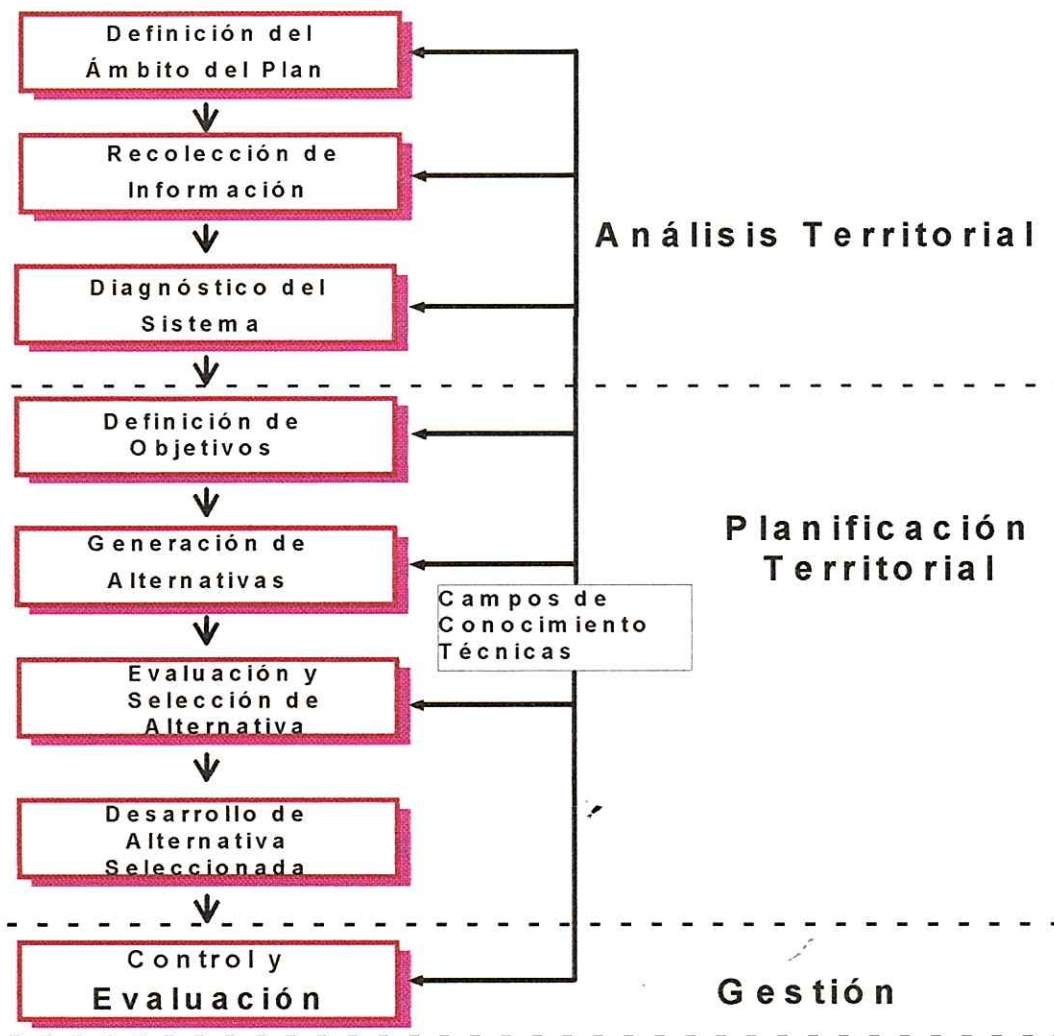 Definición del
Ámbito del Plan
Recolección de
Información
Análisis Territorial
Diagnóstico del
Sistema
Definición de
Objetivos
Planificación
Territorial
Generación de
Alternativas
Campos de
Conocimiento
Técnicas
Evaluación y
Selección de
Alternativa
Desarrollo de
Alternativa
Seleccionada
Control y
Evaluación
Gestión